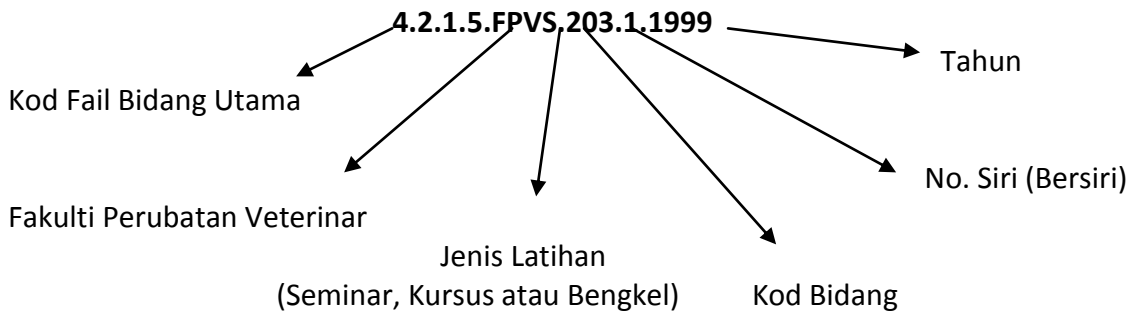 4.2.1.5.FPVS.203.1.1999
Tahun
Kod Fail Bidang Utama
No. Siri (Bersiri)
Fakulti Perubatan Veterinar
Jenis Latihan
(Seminar, Kursus atau Bengkel)
Kod Bidang